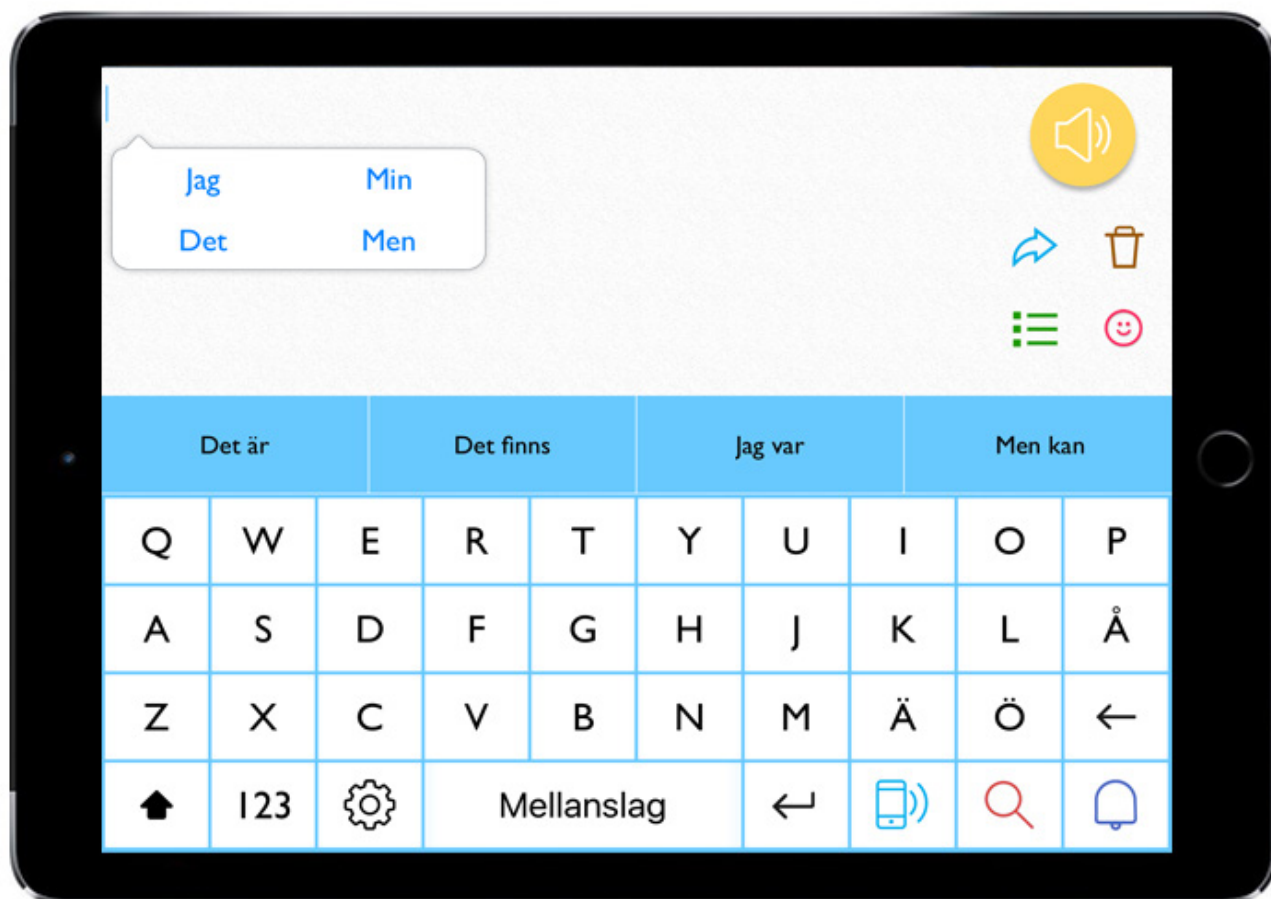 Jag Min
Det Men
Det är Det finns Jag var Men kan
Q W E R T Y U I O P
A S D F G H J K L Å
Z X C V B N M Ä Ö
123 Mellanslag